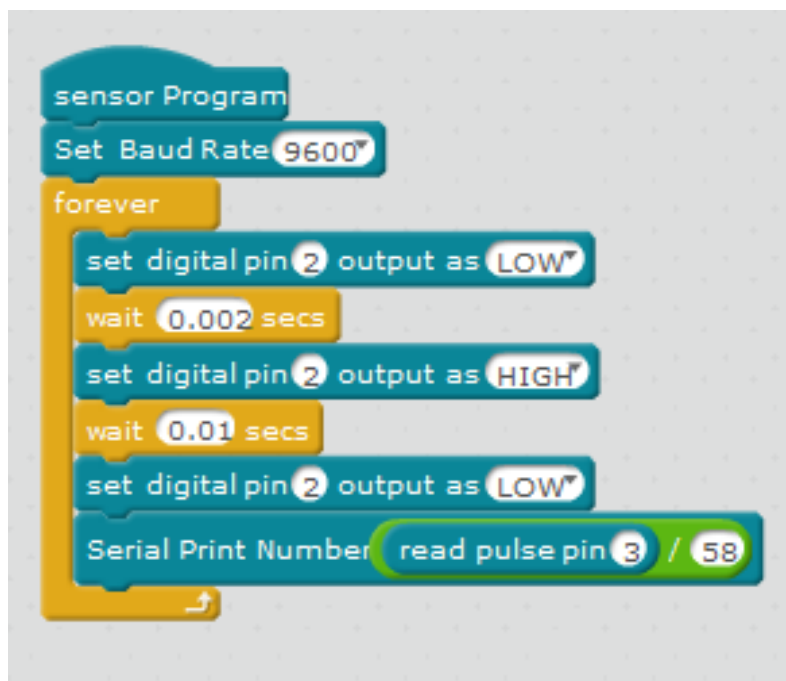 sensor Program
Set Baud Rate 9600
forever
set digital pin 2 output as LOW
wait 0.002 secs
set digital pin 2 output as HIGH
wait 0.01 secs
set digital pin 2 output as LOW
Serial Print Number read pulse pin 3 / 58